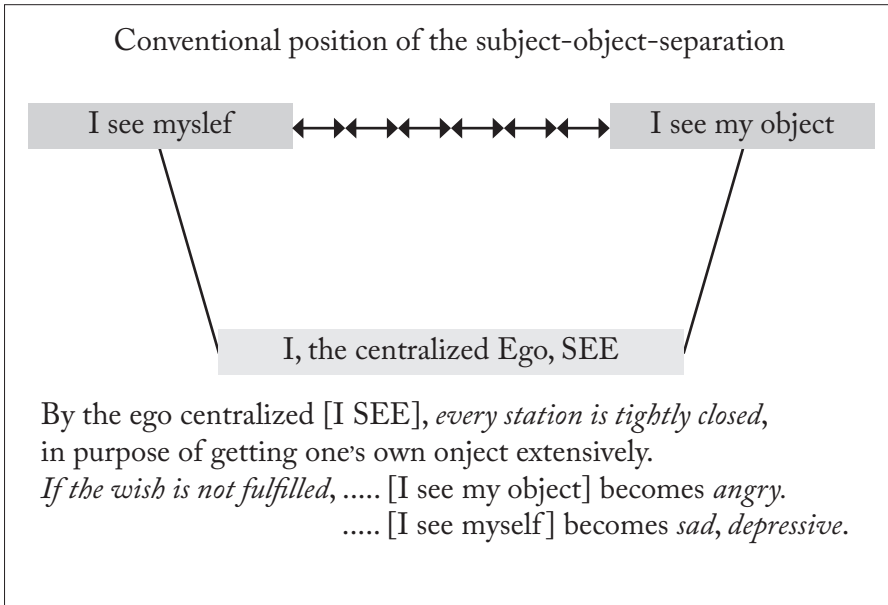 Conventional position of the subject-object-separation
I see myslef
I see my object
I, the centralized Ego, SEE
By the ego centralized [I SEE], every station is tightly closed,
in purpose of getting one's own onject extensively.
If the wish is not fulfilled, ..... [I see my object] becomes angry.
..... [I see myself] becomes sad, depressive.